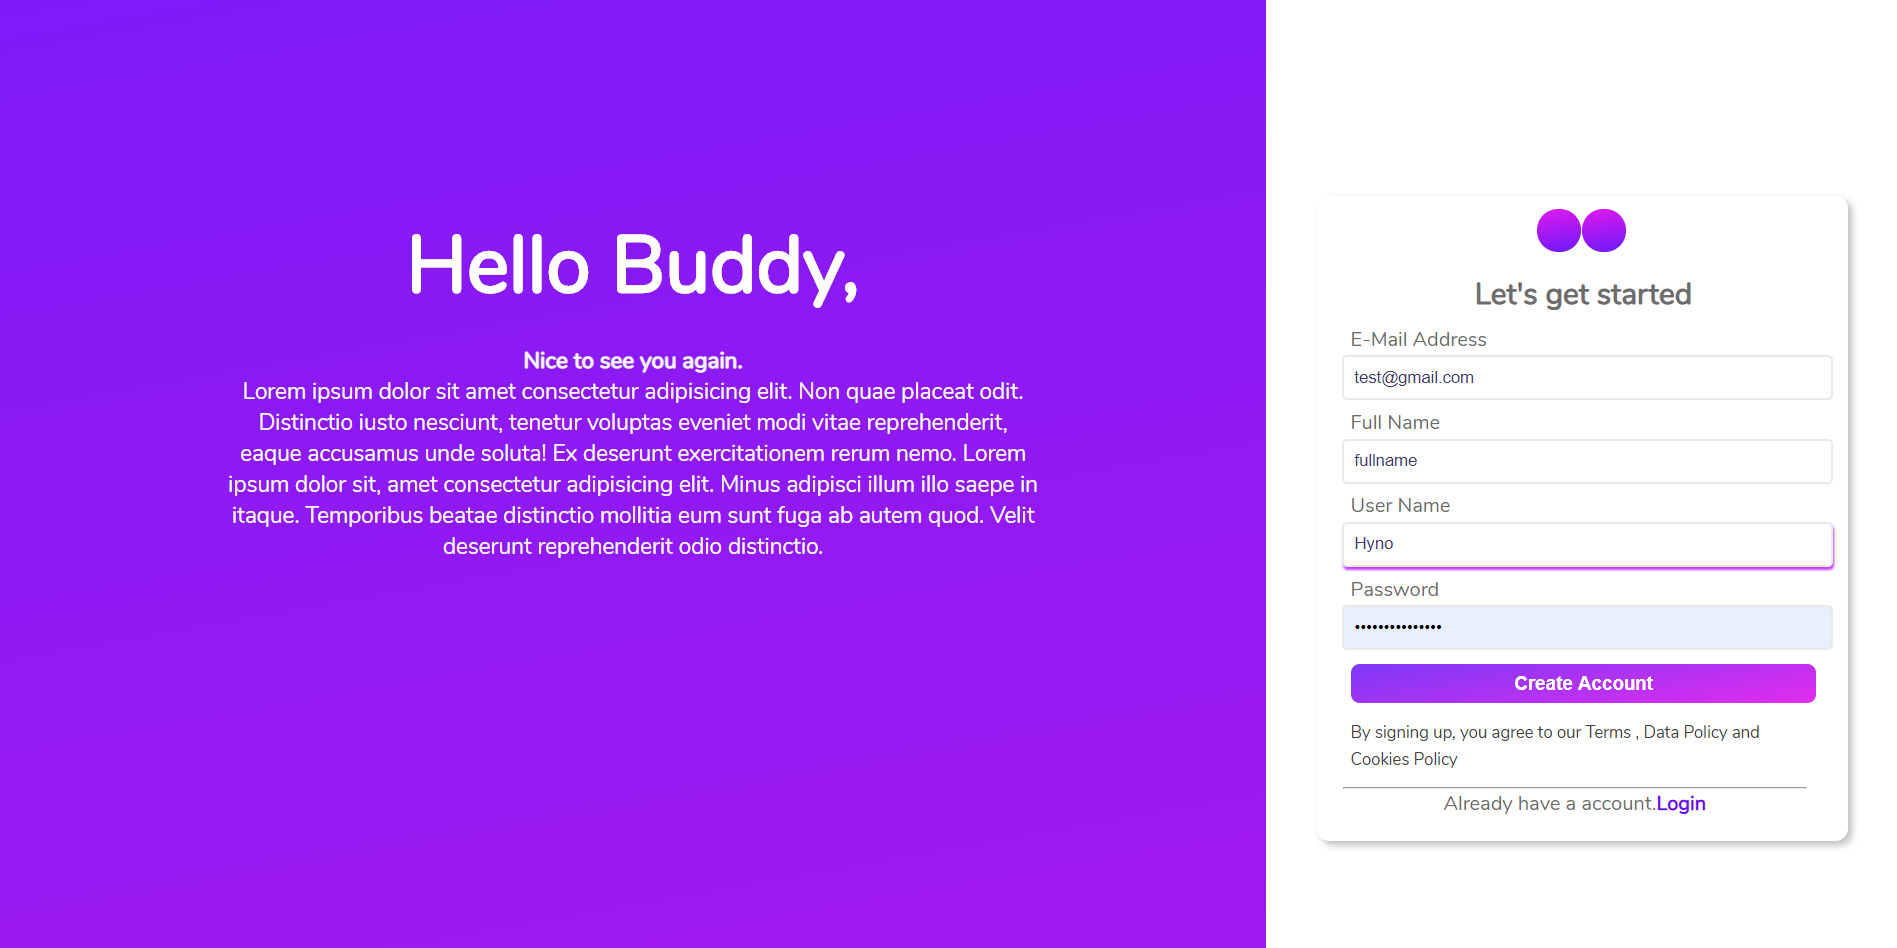 Hello Buddy,
Nice to see you again.
Lorem ipsum dolor sit amet consectetur adipisicing elit. Non quae placeat odit.
Distinctio iusto nesciunt, tenetur voluptas eveniet modi vitae reprehenderit,
eaque accusamus unde soluta! Ex deserunt exercitationem rerum nemo. Lorem
ipsum dolor sit, amet consectetur adipisicing elit. Minus adipisci illum illo saepe in
itaque. Temporibus beatae distinctio mollitia eum sunt fuga ab autem quod. Velit
deserunt reprehenderit odio distinctio.
Let's get started
E-Mail Address
test@gmail.com
Full Name
fullname
User Name
Hyno
Password
•••••••••••••••
Create Account
By signing up, you agree to our Terms , Data Policy and
Cookies Policy
Already have a account.Login